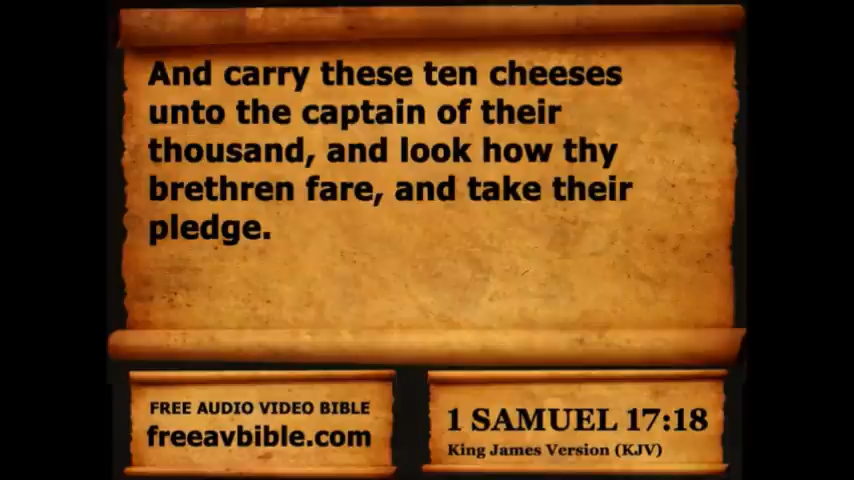 And carry these ten cheeses
unto the captain of their
thousand, and look how thy
brethren fare, and take their
pledge.
FREE AUDIO VIDEO BIBLE
freeavbible.com
1 SAMUEL 17:18
King James Version (KJV)